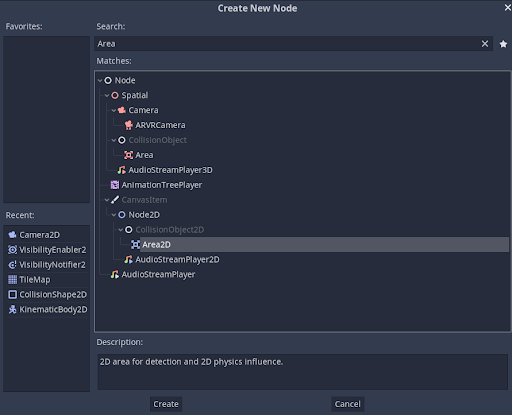 Create New Node
Favorites:
Search:
Area
Matches:
Node
Spatial
Camera
ARVRCamera
CollisionObject
Area
AudioStreamPlayer3D
AnimationTreePlayer
CanvasItem
Node2D
CollisionObject2D
Area2D
AudioStreamPlayer2D
AudioStreamPlayer
Recent:
Camera2D
VisibilityEnabler2
VisibilityNotifier2
TileMap
CollisionShape2D
KinematicBody2D
Description:
2D area for detection and 2D physics influence.
Create
Cancel